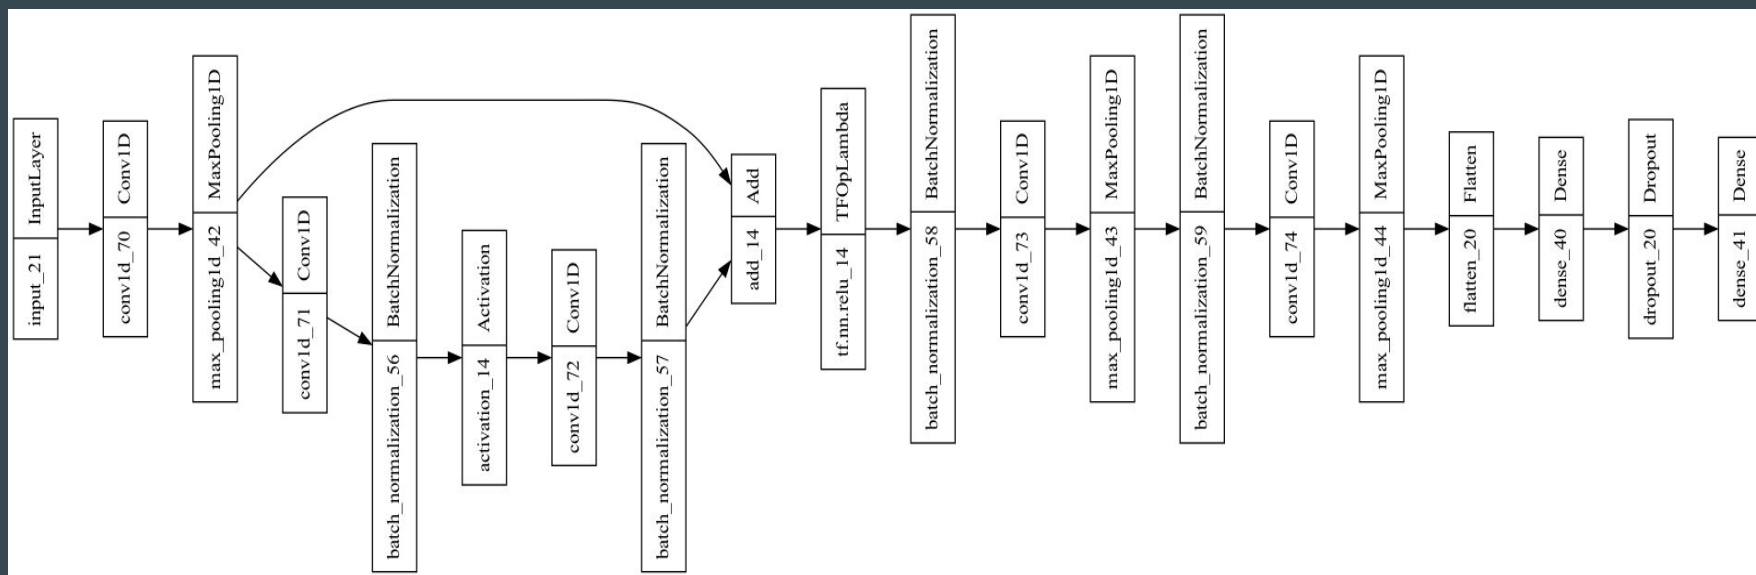 input_21 InputLayer
conv1d_70 Conv1D
max_pooling1d_42 MaxPooling1D
conv1d_71 Conv1D
batch_normalization_56 BatchNormalization
activation_14 Activation
conv1d_72 Conv1D
batch_normalization_57 BatchNormalization
add_14 Add
tf.nn.relu_14 TFOpLambda
batch_normalization_58 BatchNormalization
conv1d_73 Conv1D
max_pooling1d_43 MaxPooling1D
batch_normalization_59 BatchNormalization
conv1d_74 Conv1D
max_pooling1d_44 MaxPooling1D
flatten_20 Flatten
dense_40 Dense
dropout_20 Dropout
dense_41 Dense